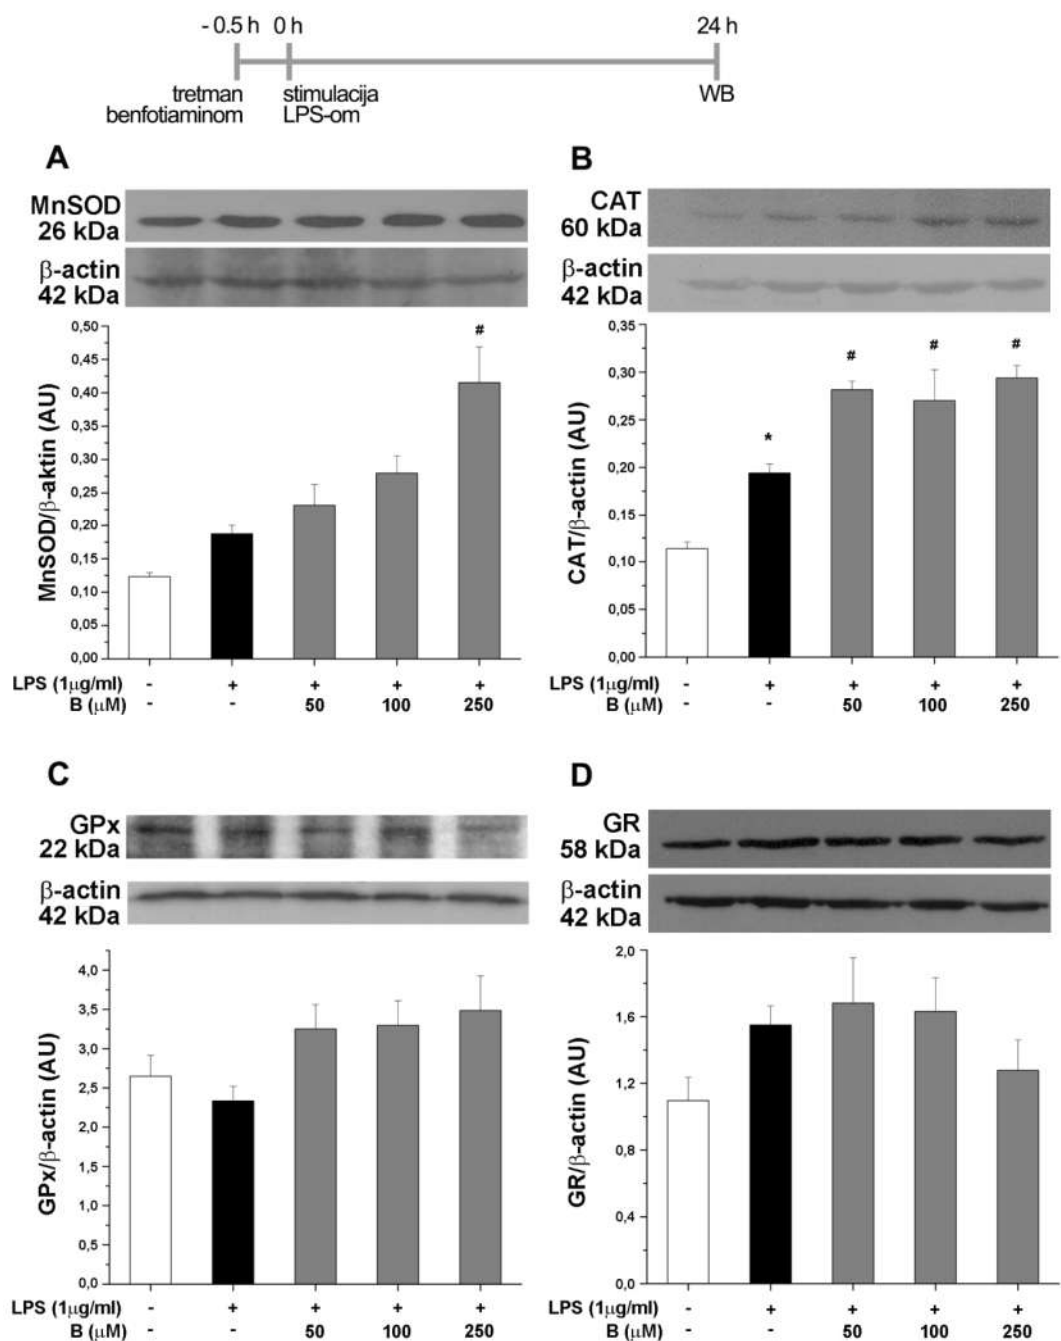 - 0.5 h 0 h 24 h
tretman stimulacija WB
benfotiaminom LPS-om
A
MnSOD
26 kDa
β-actin
42 kDa
0,50
0,45
0,40
0,35
0,30
0,25
0,20
0,15
0,10
0,05
0,00
MnSOD/β-aktin (AU)
#
LPS (1μg/ml) - + + + +
B (μM) - - 50 100 250
B
CAT
60 kDa
β-actin
42 kDa
0,35
0,30
0,25
0,20
0,15
0,10
0,05
0,00
CAT/β-actin (AU)
* # # #
LPS (1μg/ml) - + + + +
B (μM) - - 50 100 250
C
GPx
22 kDa
β-actin
42 kDa
4,0
3,5
3,0
2,5
2,0
1,5
1,0
0,5
0,0
GPx/β-actin (AU)
LPS (1μg/ml) - + + + +
B (μM) - - 50 100 250
D
GR
58 kDa
β-actin
42 kDa
2,0
1,6
1,2
0,8
0,4
0,0
GR/β-actin (AU)
LPS (1μg/ml) - + + + +
B (μM) - - 50 100 250